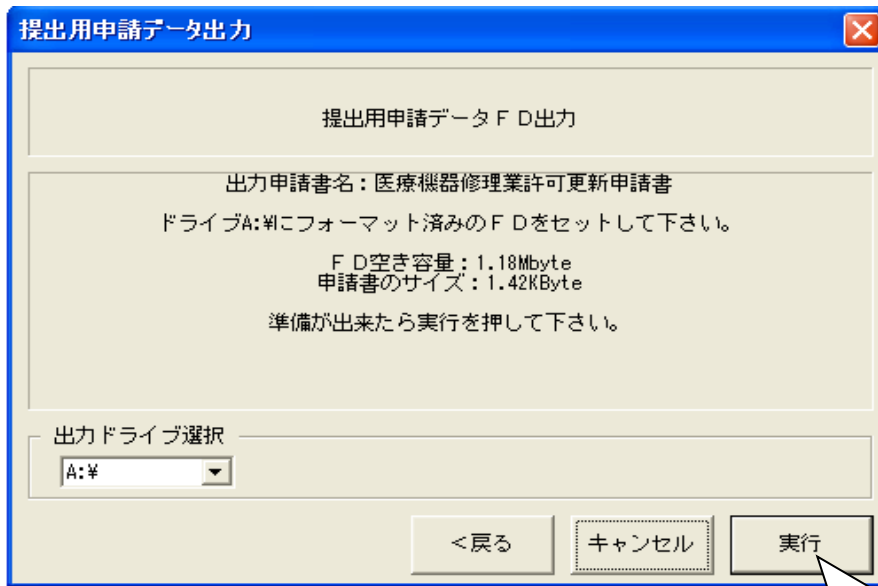 提出用申請データ出力
提出用申請データＦＤ出力
出力申請書名：医療機器修理業許可更新申請書
ドライブA:¥にフォーマット済みのＦＤをセットして下さい。
ＦＤ空き容量：1.18Mbyte
申請書のサイズ：1.42KByte
準備が出来たら実行を押して下さい。
出力ドライブ選択
A:¥
<戻る
キャンセル
実行